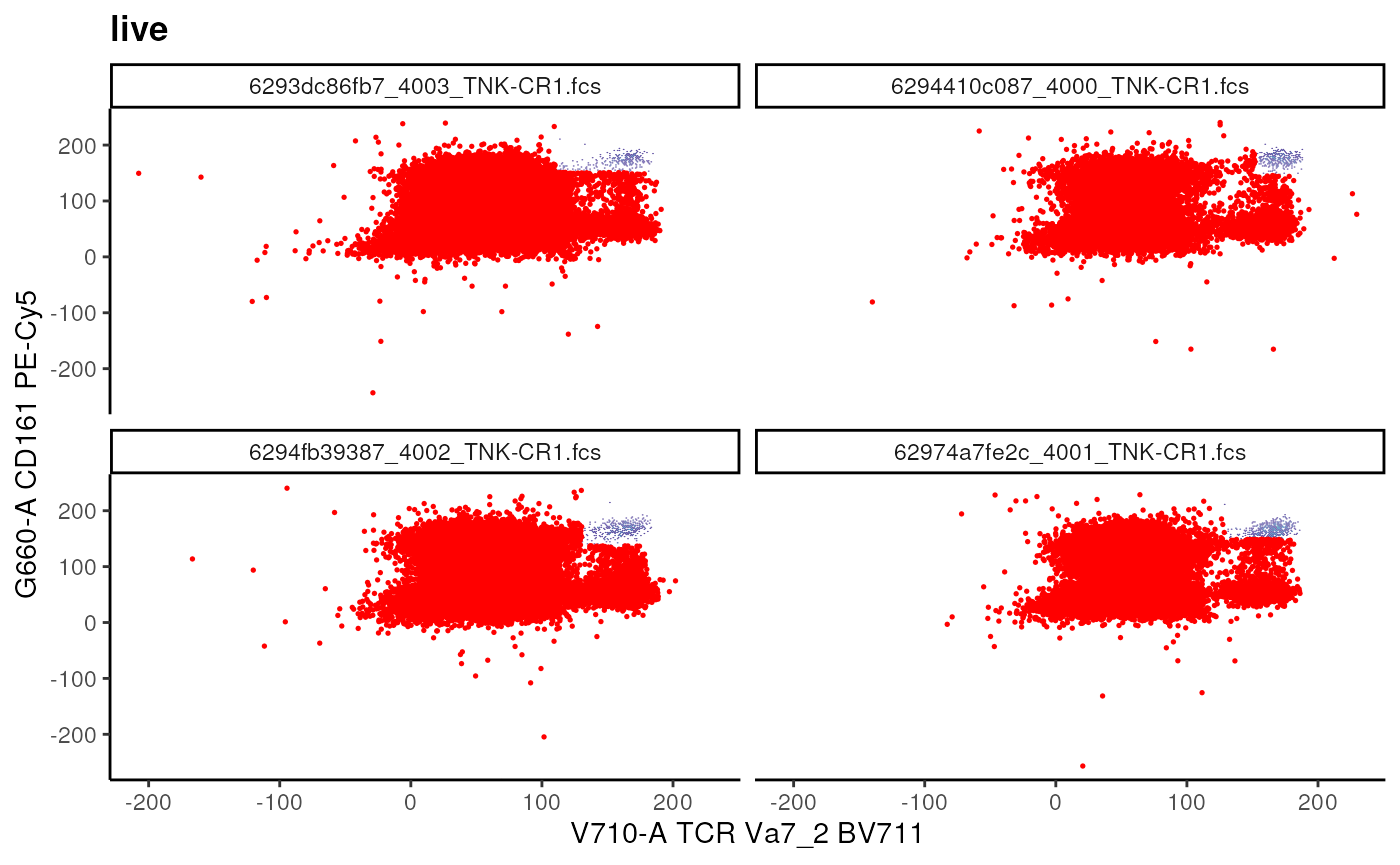 live
6293dc86fb7_4003_TNK-CR1.fcs
6294410c087_4000_TNK-CR1.fcs
200
100
0
-100
-200
6294fb39387_4002_TNK-CR1.fcs
62974a7fe2c_4001_TNK-CR1.fcs
200
100
0
-100
-200
G660-A CD161 PE-Cy5
-200 -100 0 100 200 -200 -100 0 100 200
V710-A TCR Va7_2 BV711